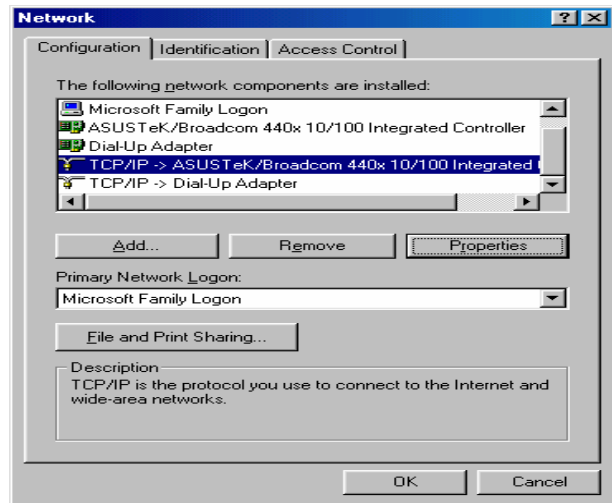 Network
Configuration Identification Access Control
The following network components are installed:
Microsoft Family Logon
ASUSTeK/Broadcom 440x 10/100 Integrated Controller
Dial-Up Adapter
TCP/IP -> ASUSTeK/Broadcom 440x 10/100 Integrated
TCP/IP -> Dial-Up Adapter
Add... Remove Properties
Primary Network Logon:
Microsoft Family Logon
File and Print Sharing...
Description
TCP/IP is the protocol you use to connect to the Internet and
wide-area networks.
OK Cancel